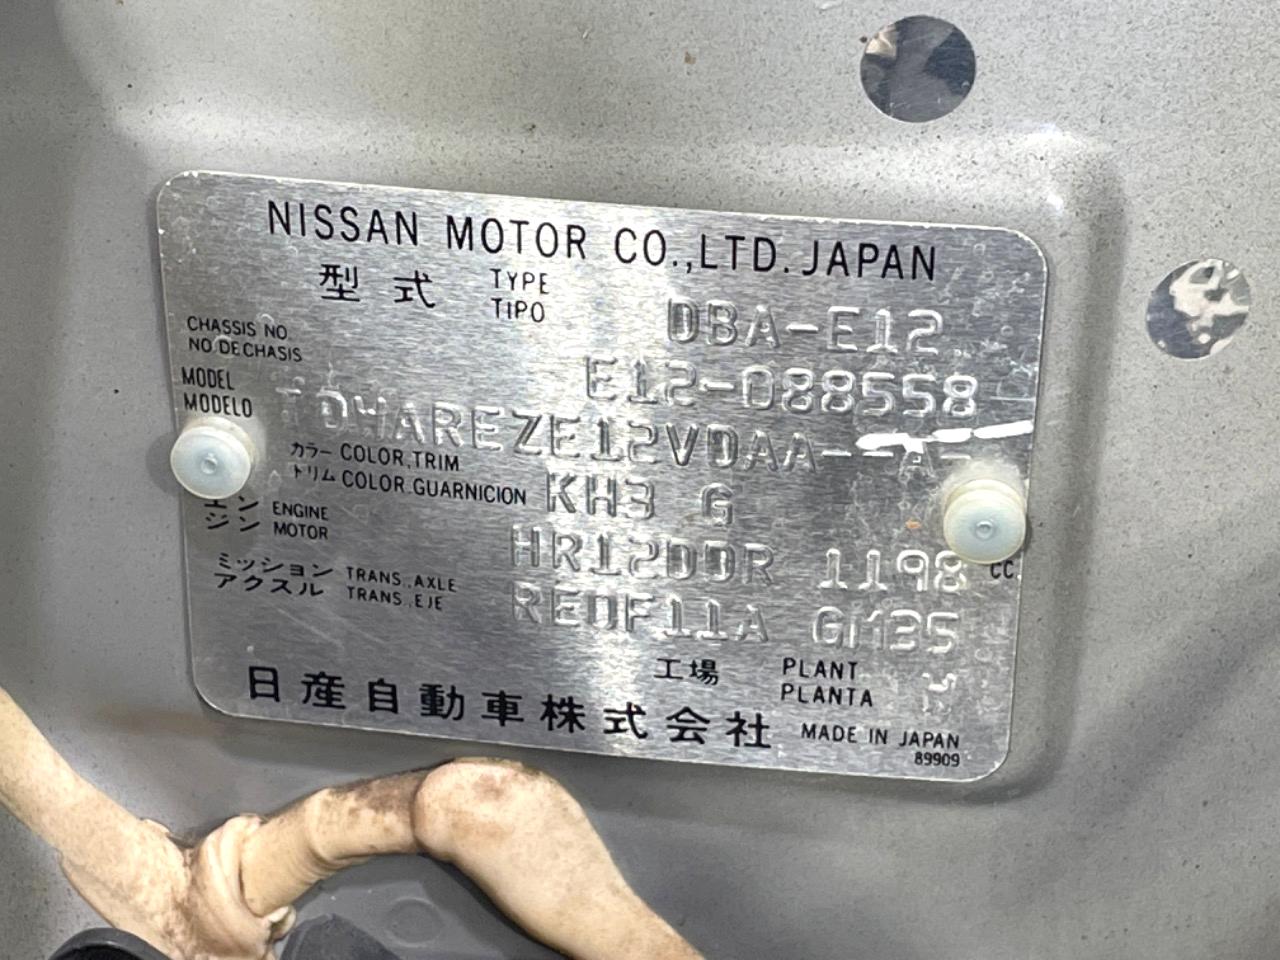 NISSAN MOTOR CO.,LTD. JAPAN
型式 TYPE TIPO DBA-E12
CHASSIS NO. NO. DE CHASIS E12-088558
MODEL MODELO TDHAREZE12VDAA--A-
カラー COLOR,TRIM
トリム COLOR.GUARNICION KH3 G
エンジン ENGINE MOTOR HR12DDR 1198 CC.
ミッション TRANS.,AXLE
アクスル TRANS.,EJE RE0F11A GM35
工場 PLANT PLANTA
日産自動車株式会社 MADE IN JAPAN
89909